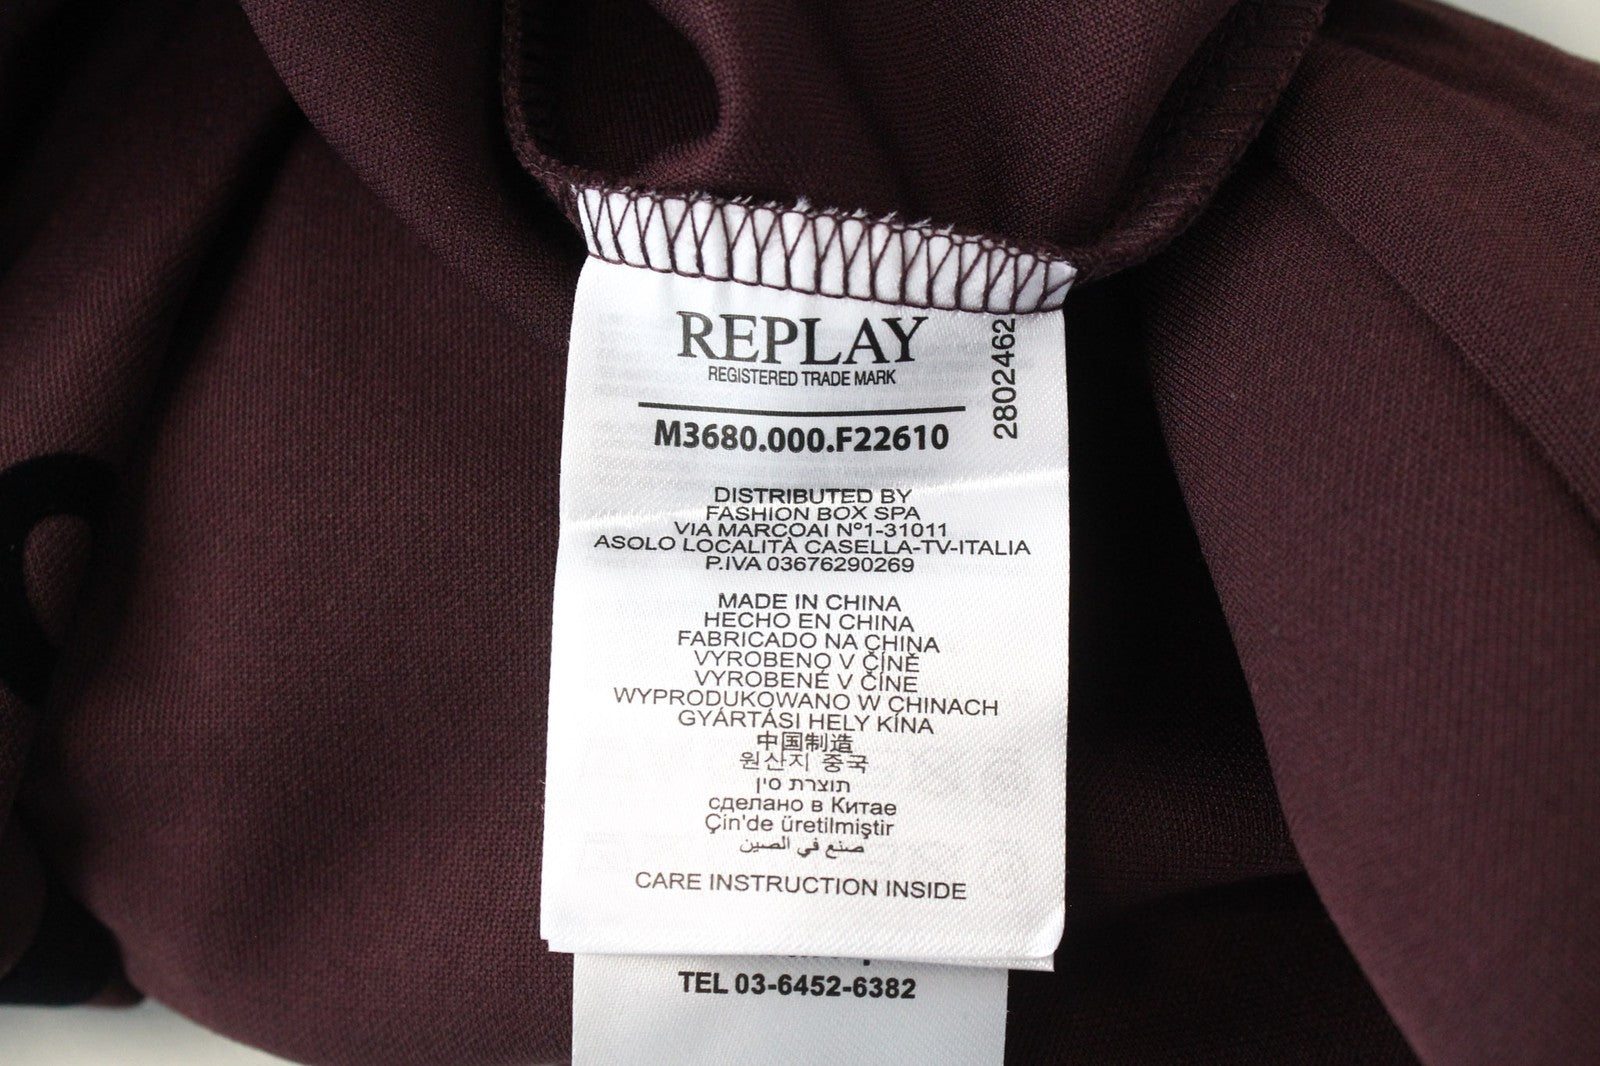 REPLAY
REGISTERED TRADE MARK
2802462
M3680.000.F22610
DISTRIBUTED BY
FASHION BOX SPA
VIA MARCOAI Nº1-31011
ASOLO LOCALITÀ CASELLA-TV-ITALIA
P.IVA 03676290269
MADE IN CHINA
HECHO EN CHINA
FABRICADO NA CHINA
VYROBENO V ČÍNĚ
VYROBENÉ V ČÍNE
WYPRODUKOWANO W CHINACH
GYÁRTÁSI HELY KÍNA
中国制造
원산지 중국
תוצרת סין
сделано в Китае
Çin'de üretilmiştir
صنع في الصين
CARE INSTRUCTION INSIDE
TEL 03-6452-6382